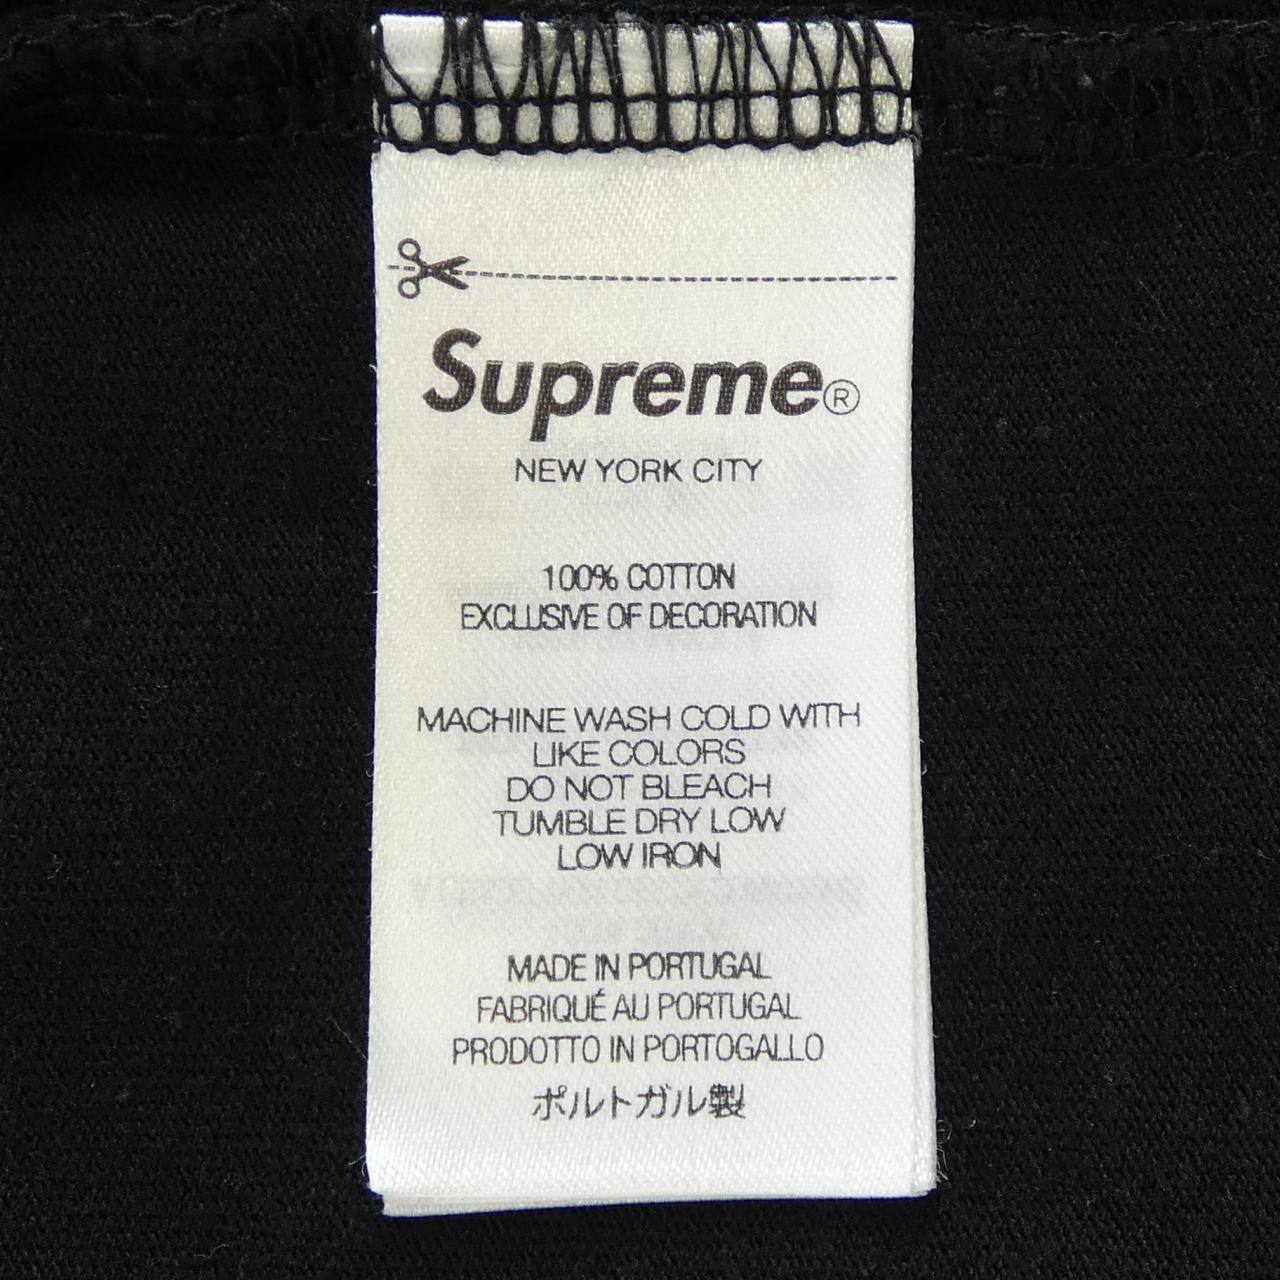 Supreme®
NEW YORK CITY
100% COTTON
EXCLUSIVE OF DECORATION
MACHINE WASH COLD WITH
LIKE COLORS
DO NOT BLEACH
TUMBLE DRY LOW
LOW IRON
MADE IN PORTUGAL
FABRIQUÉ AU PORTUGAL
PRODOTTO IN PORTOGALLO
ポルトガル製